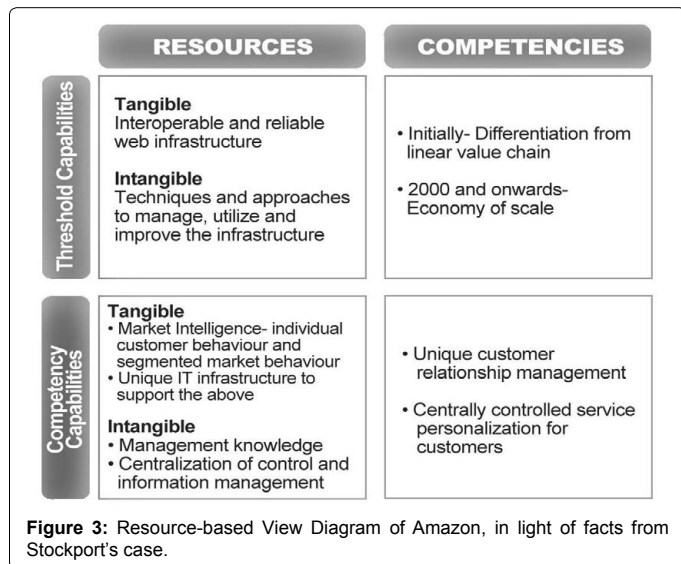 RESOURCES
COMPETENCIES
Threshold Capabilities
Tangible
Interoperable and reliable
web infrastructure
Intangible
Techniques and approaches
to manage, utilize and
improve the infrastructure
• Initially- Differentiation from
linear value chain
• 2000 and onwards-
Economy of scale
Competency
Capabilities
Tangible
• Market Intelligence- individual
customer behaviour and
segmented market behaviour
• Unique IT infrastructure to
support the above
Intangible
• Management knowledge
• Centralization of control and
information management
• Unique customer
relationship management
• Centrally controlled service
personalization for
customers
Figure 3: Resource-based View Diagram of Amazon, in light of facts from
Stockport's case.